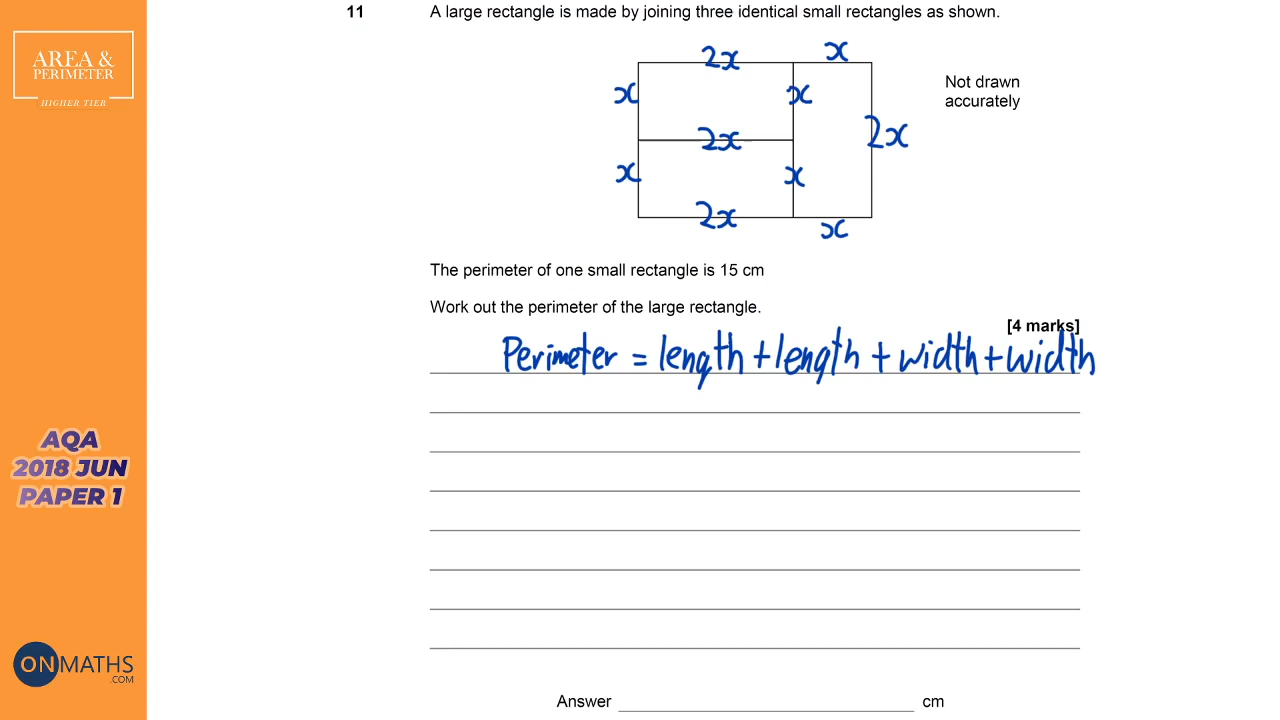 AREA &
PERIMETER
HIGHER TIER
AQA
2018 JUN
PAPER 1
ONMATHS
.COM
11 A large rectangle is made by joining three identical small rectangles as shown.
2x x
x x
Not drawn
accurately
2x 2x
x x
2x x
The perimeter of one small rectangle is 15 cm
Work out the perimeter of the large rectangle.
[4 marks]
Perimeter = length + length + width + width
Answer cm